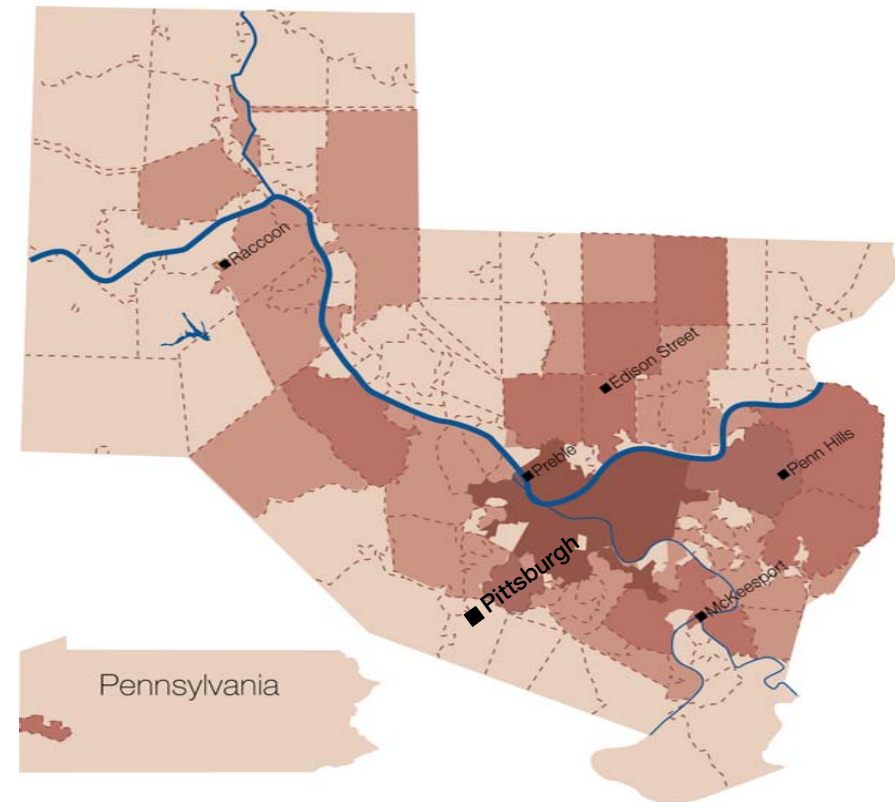 Raccoon
Edison Street
Preble
Penn Hills
Pittsburgh
McKeesport
Pennsylvania